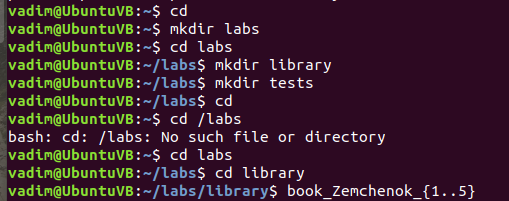 vadim@UbuntuVB:~$ cd
vadim@UbuntuVB:~$ mkdir labs
vadim@UbuntuVB:~$ cd labs
vadim@UbuntuVB:~/labs$ mkdir library
vadim@UbuntuVB:~/labs$ mkdir tests
vadim@UbuntuVB:~/labs$ cd
vadim@UbuntuVB:~$ cd /labs
bash: cd: /labs: No such file or directory
vadim@UbuntuVB:~$ cd labs
vadim@UbuntuVB:~/labs$ cd library
vadim@UbuntuVB:~/labs/library$ book_Zemchenok_{1..5}